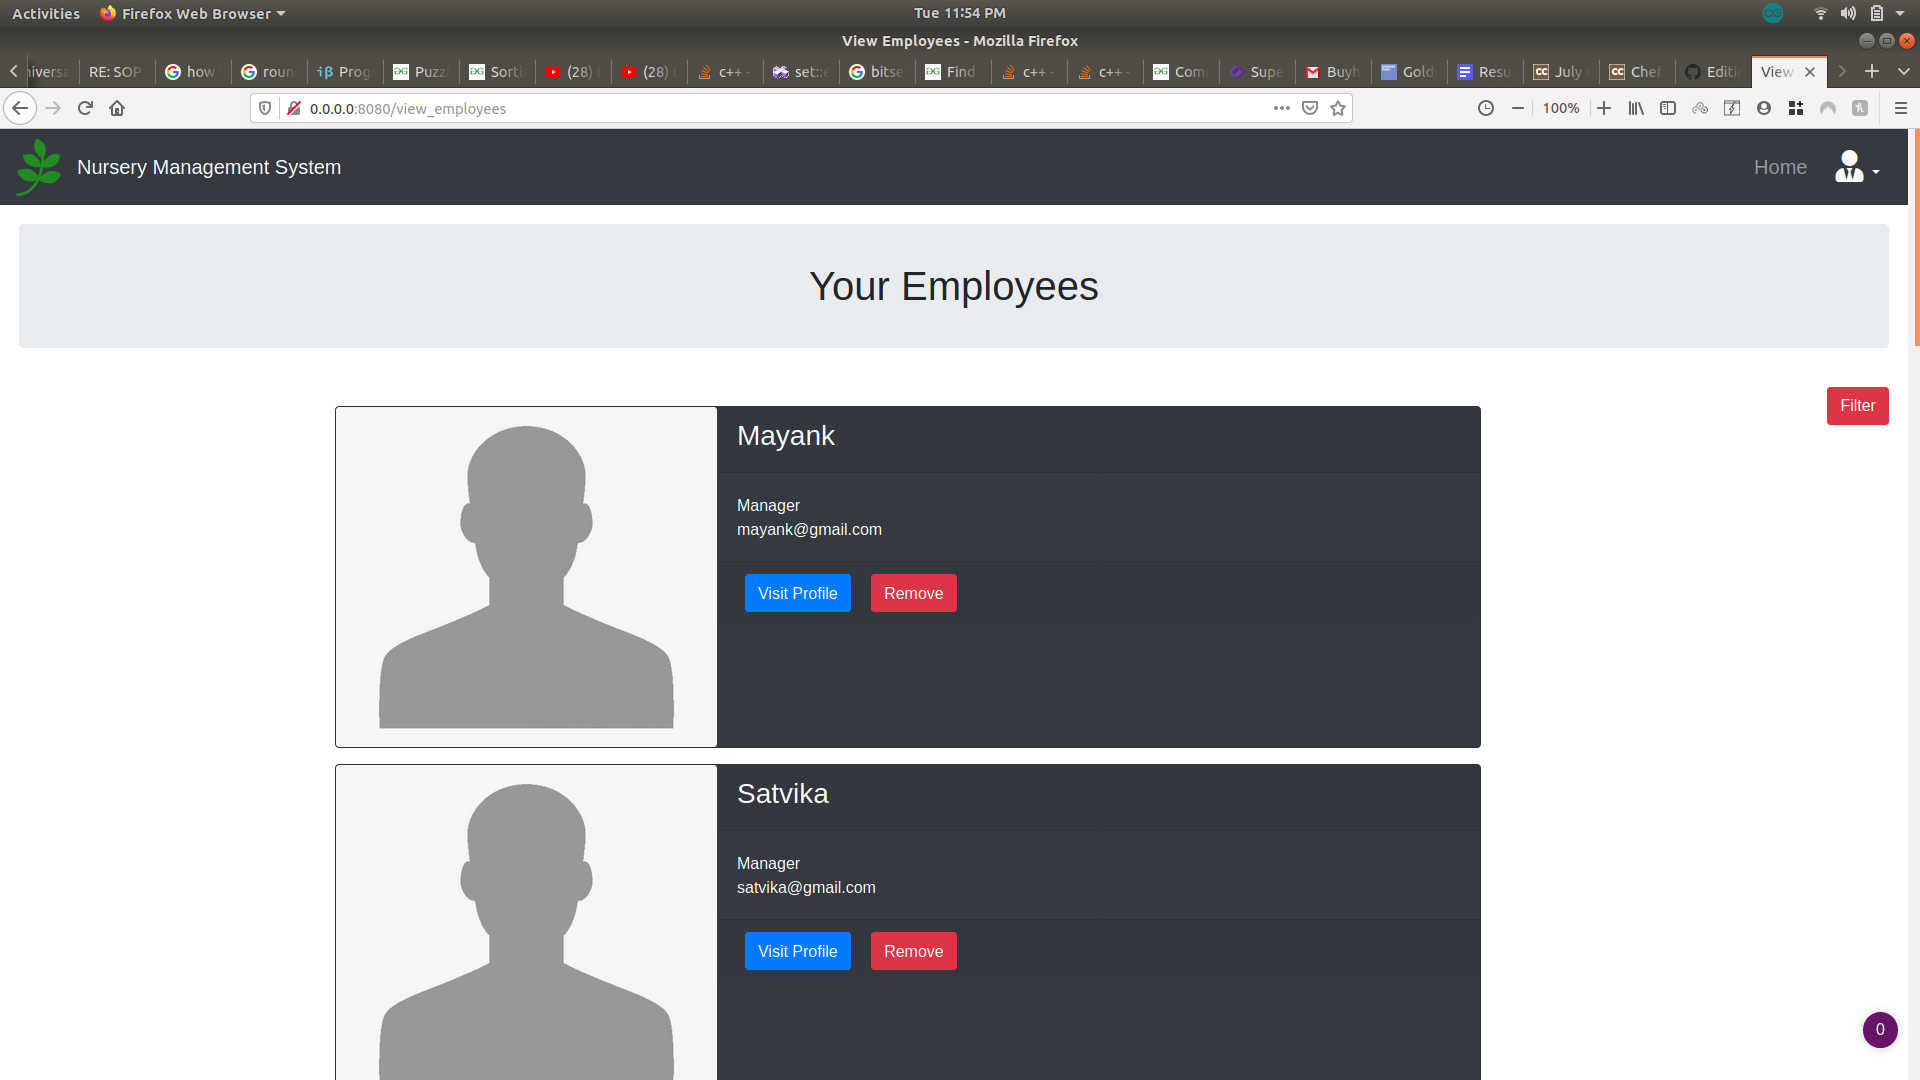 Activities Firefox Web Browser Tue 11:54 PM
View Employees - Mozilla Firefox
RE: SOP how roun Prog Puzz Sorti (28) (28) c++ - set:: bitse Find c++ - c++ - Com Supe Buyh Gold Resu July Chef Editi View
0.0.0.0:8080/view_employees 100%
Nursery Management System Home
Your Employees
Filter
Mayank
Manager
mayank@gmail.com
Visit Profile Remove
Satvika
Manager
satvika@gmail.com
Visit Profile Remove
0